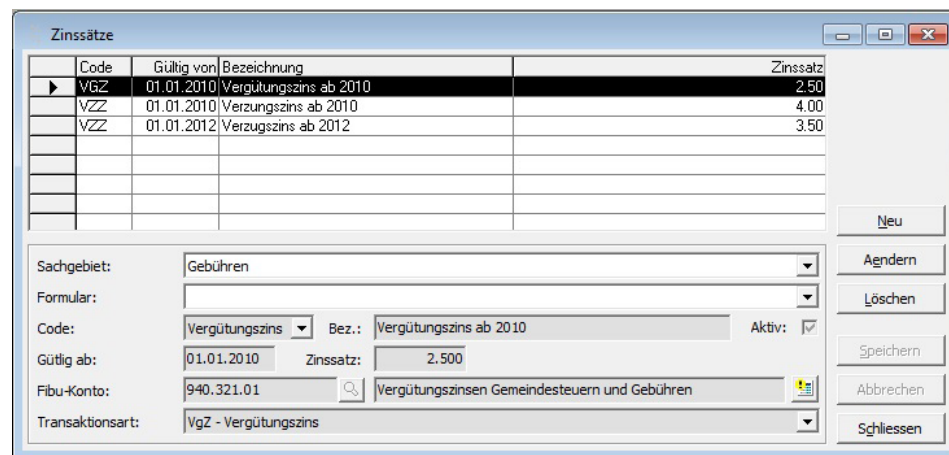 Zinssätze
Code Gültig von Bezeichnung Zinssatz
VGZ 01.01.2010 Vergütungszins ab 2010 2.50
VZZ 01.01.2010 Verzungszins ab 2010 4.00
VZZ 01.01.2012 Verzugszins ab 2012 3.50
Neu
Sachgebiet: Gebühren Aendern
Formular: Löschen
Code: Vergütungszins Bez.: Vergütungszins ab 2010 Aktiv:
Gütlig ab: 01.01.2010 Zinssatz: 2.500 Speichern
Fibu-Konto: 940.321.01 Vergütungszinsen Gemeindesteuern und Gebühren Abbrechen
Transaktionsart: VgZ - Vergütungszins Schliessen